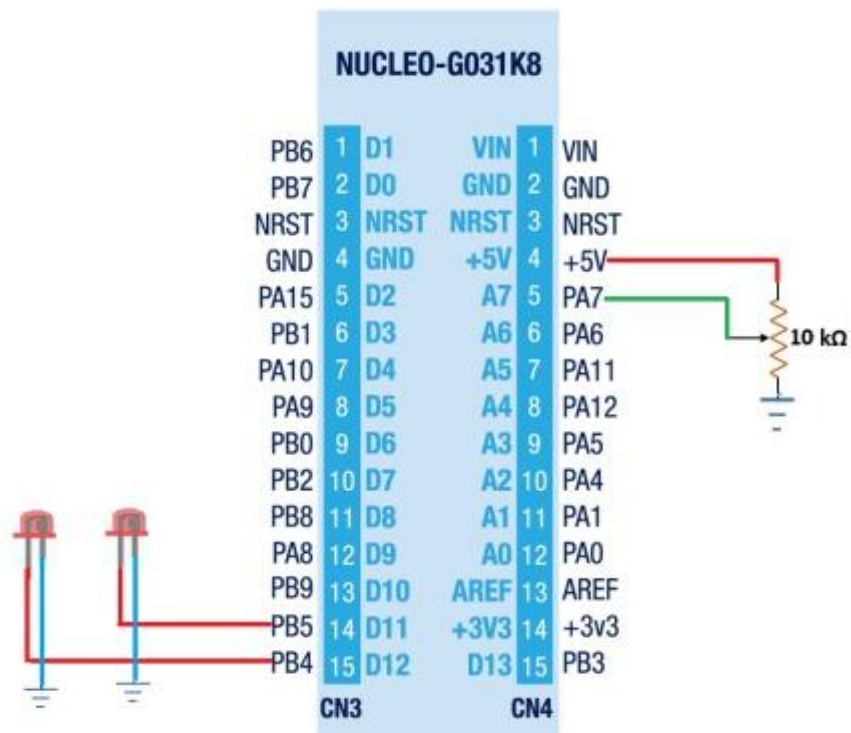 NUCLEO-G031K8
PB6 1 D1 VIN 1 VIN
PB7 2 D0 GND 2 GND
NRST 3 NRST NRST 3 NRST
GND 4 GND +5V 4 +5V
PA15 5 D2 A7 5 PA7
PB1 6 D3 A6 6 PA6
10 kΩ
PA10 7 D4 A5 7 PA11
PA9 8 D5 A4 8 PA12
PB0 9 D6 A3 9 PA5
PB2 10 D7 A2 10 PA4
PB8 11 D8 A1 11 PA1
PA8 12 D9 A0 12 PA0
PB9 13 D10 AREF 13 AREF
PB5 14 D11 +3V3 14 +3v3
PB4 15 D12 D13 15 PB3
CN3 CN4